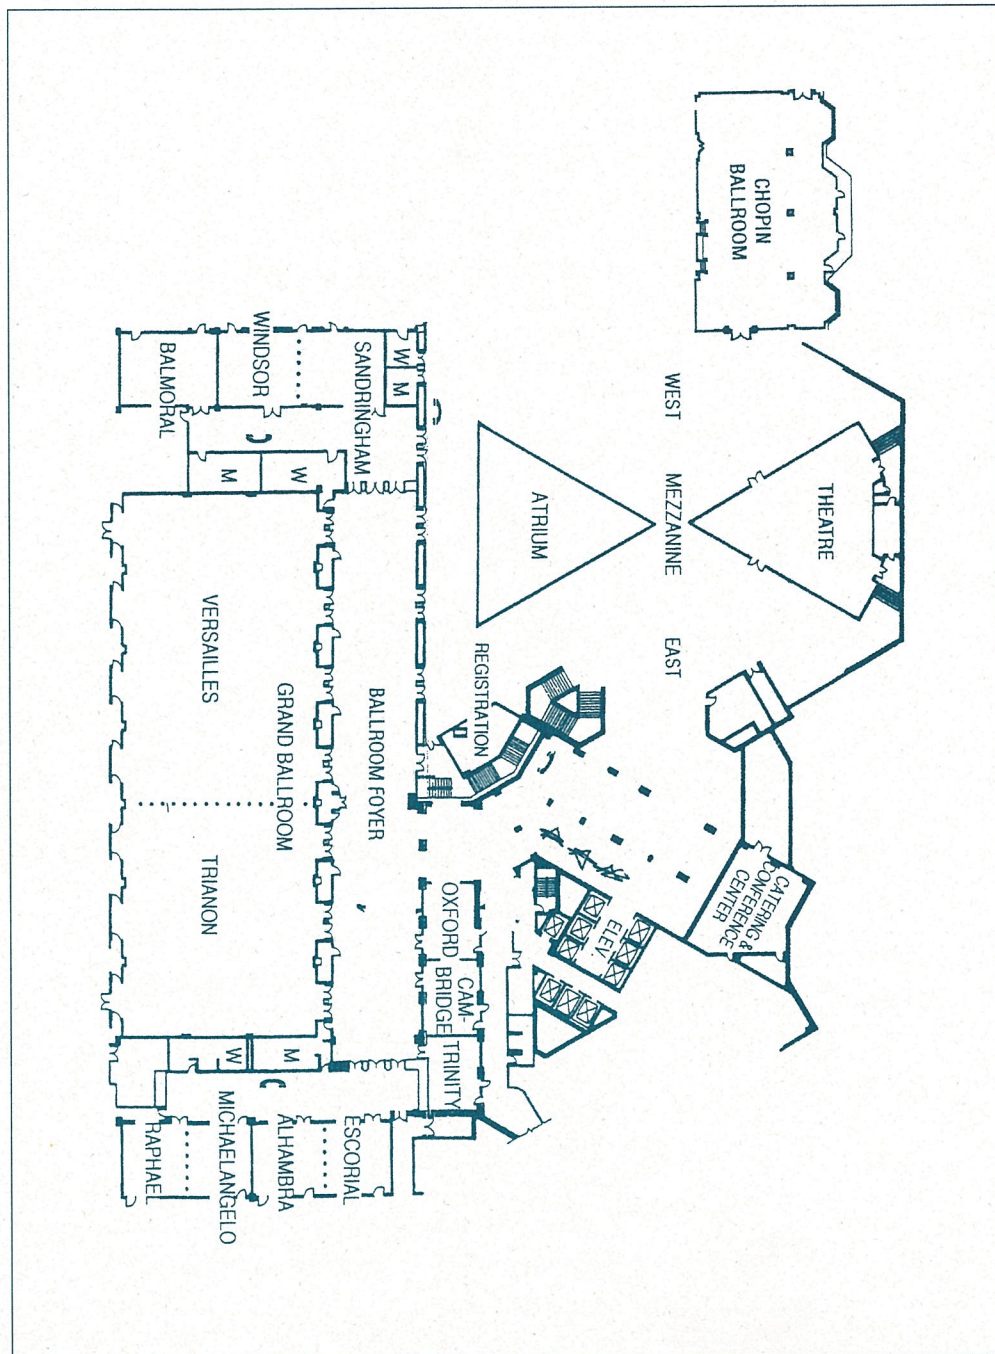 CHOPIN
BALLROOM
THEATRE
WEST
MEZZANINE
EAST
ATRIUM
REGISTRATION
CATERING &
CONFERENCE
CENTER
ELEV.
W
M
SANDRINGHAM
WINDSOR
BALMORAL
W
M
BALLROOM FOYER
GRAND BALLROOM
VERSAILLES
TRIANON
OXFORD
CAM-
BRIDGE
TRINITY
M
W
ESCORIAL
ALHAMBRA
MICHAELANGELO
RAPHAEL